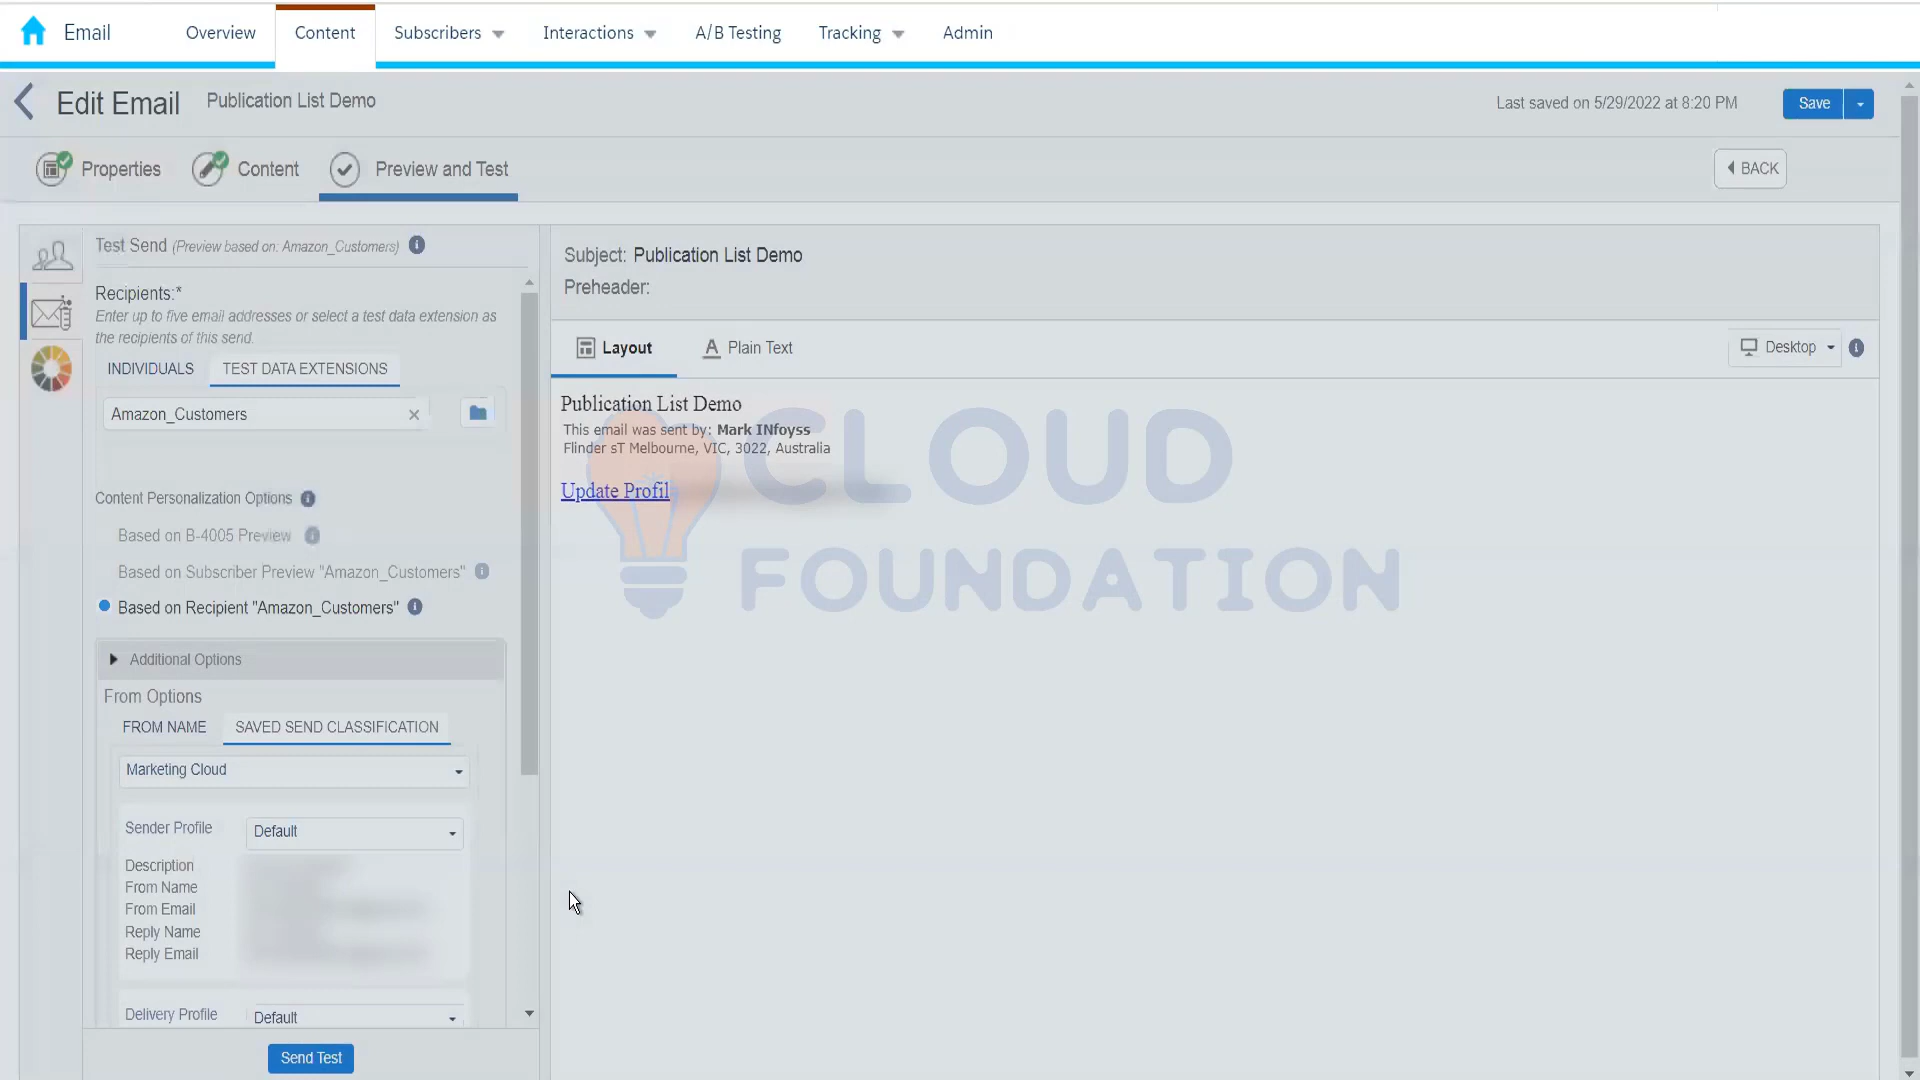 Email
Overview
Content
Subscribers
Interactions
A/B Testing
Tracking
Admin
Edit Email
Publication List Demo
Last saved on 5/29/2022 at 8:20 PM
Save
Properties
Content
Preview and Test
BACK
Test Send (Preview based on: Amazon_Customers)
Recipients:*
Enter up to five email addresses or select a test data extension as
the recipients of this send.
INDIVIDUALS
TEST DATA EXTENSIONS
Amazon_Customers
Content Personalization Options
Based on B-4005 Preview
Based on Subscriber Preview "Amazon_Customers"
Based on Recipient "Amazon_Customers"
Additional Options
From Options
FROM NAME
SAVED SEND CLASSIFICATION
Marketing Cloud
Sender Profile
Default
Description
From Name
From Email
Reply Name
Reply Email
Delivery Profile
Default
Send Test
Subject: Publication List Demo
Preheader:
Layout
Plain Text
Desktop
Publication List Demo
This email was sent by: Mark INfoyss
Flinder sT Melbourne, VIC, 3022, Australia
Update Profil
CLOUD
FOUNDATION